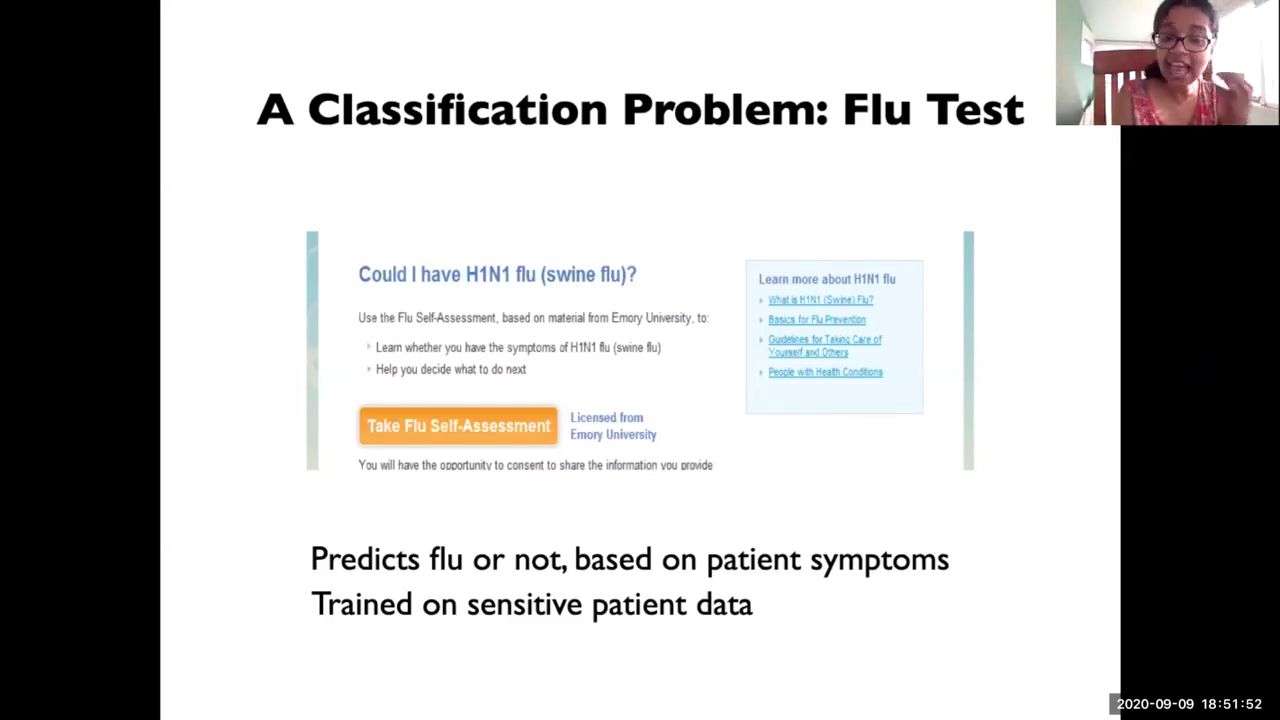 A Classification Problem: Flu Test
Could I have H1N1 flu (swine flu)?
Use the Flu Self-Assessment, based on material from Emory University, to:
Learn whether you have the symptoms of H1N1 flu (swine flu)
Help you decide what to do next
Take Flu Self-Assessment
Licensed from
Emory University
You will have the opportunity to consent to share the information you provide
Learn more about H1N1 flu
What is H1N1 (Swine) Flu?
Basics for Flu Prevention
Guidelines for Taking Care of
Yourself and Others
People with Health Conditions
Predicts flu or not, based on patient symptoms
Trained on sensitive patient data
2020-09-09 18:51:52